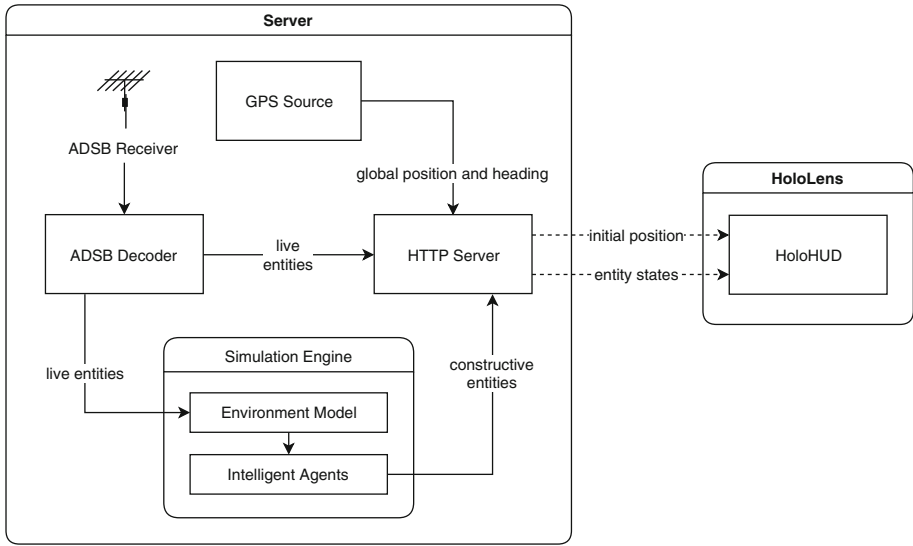 Server
GPS Source
ADSB Receiver
global position and heading
HoloLens
ADSB Decoder
live
entities
HTTP Server
initial position
entity states
HoloHUD
live entities
Simulation Engine
constructive
entities
Environment Model
Intelligent Agents